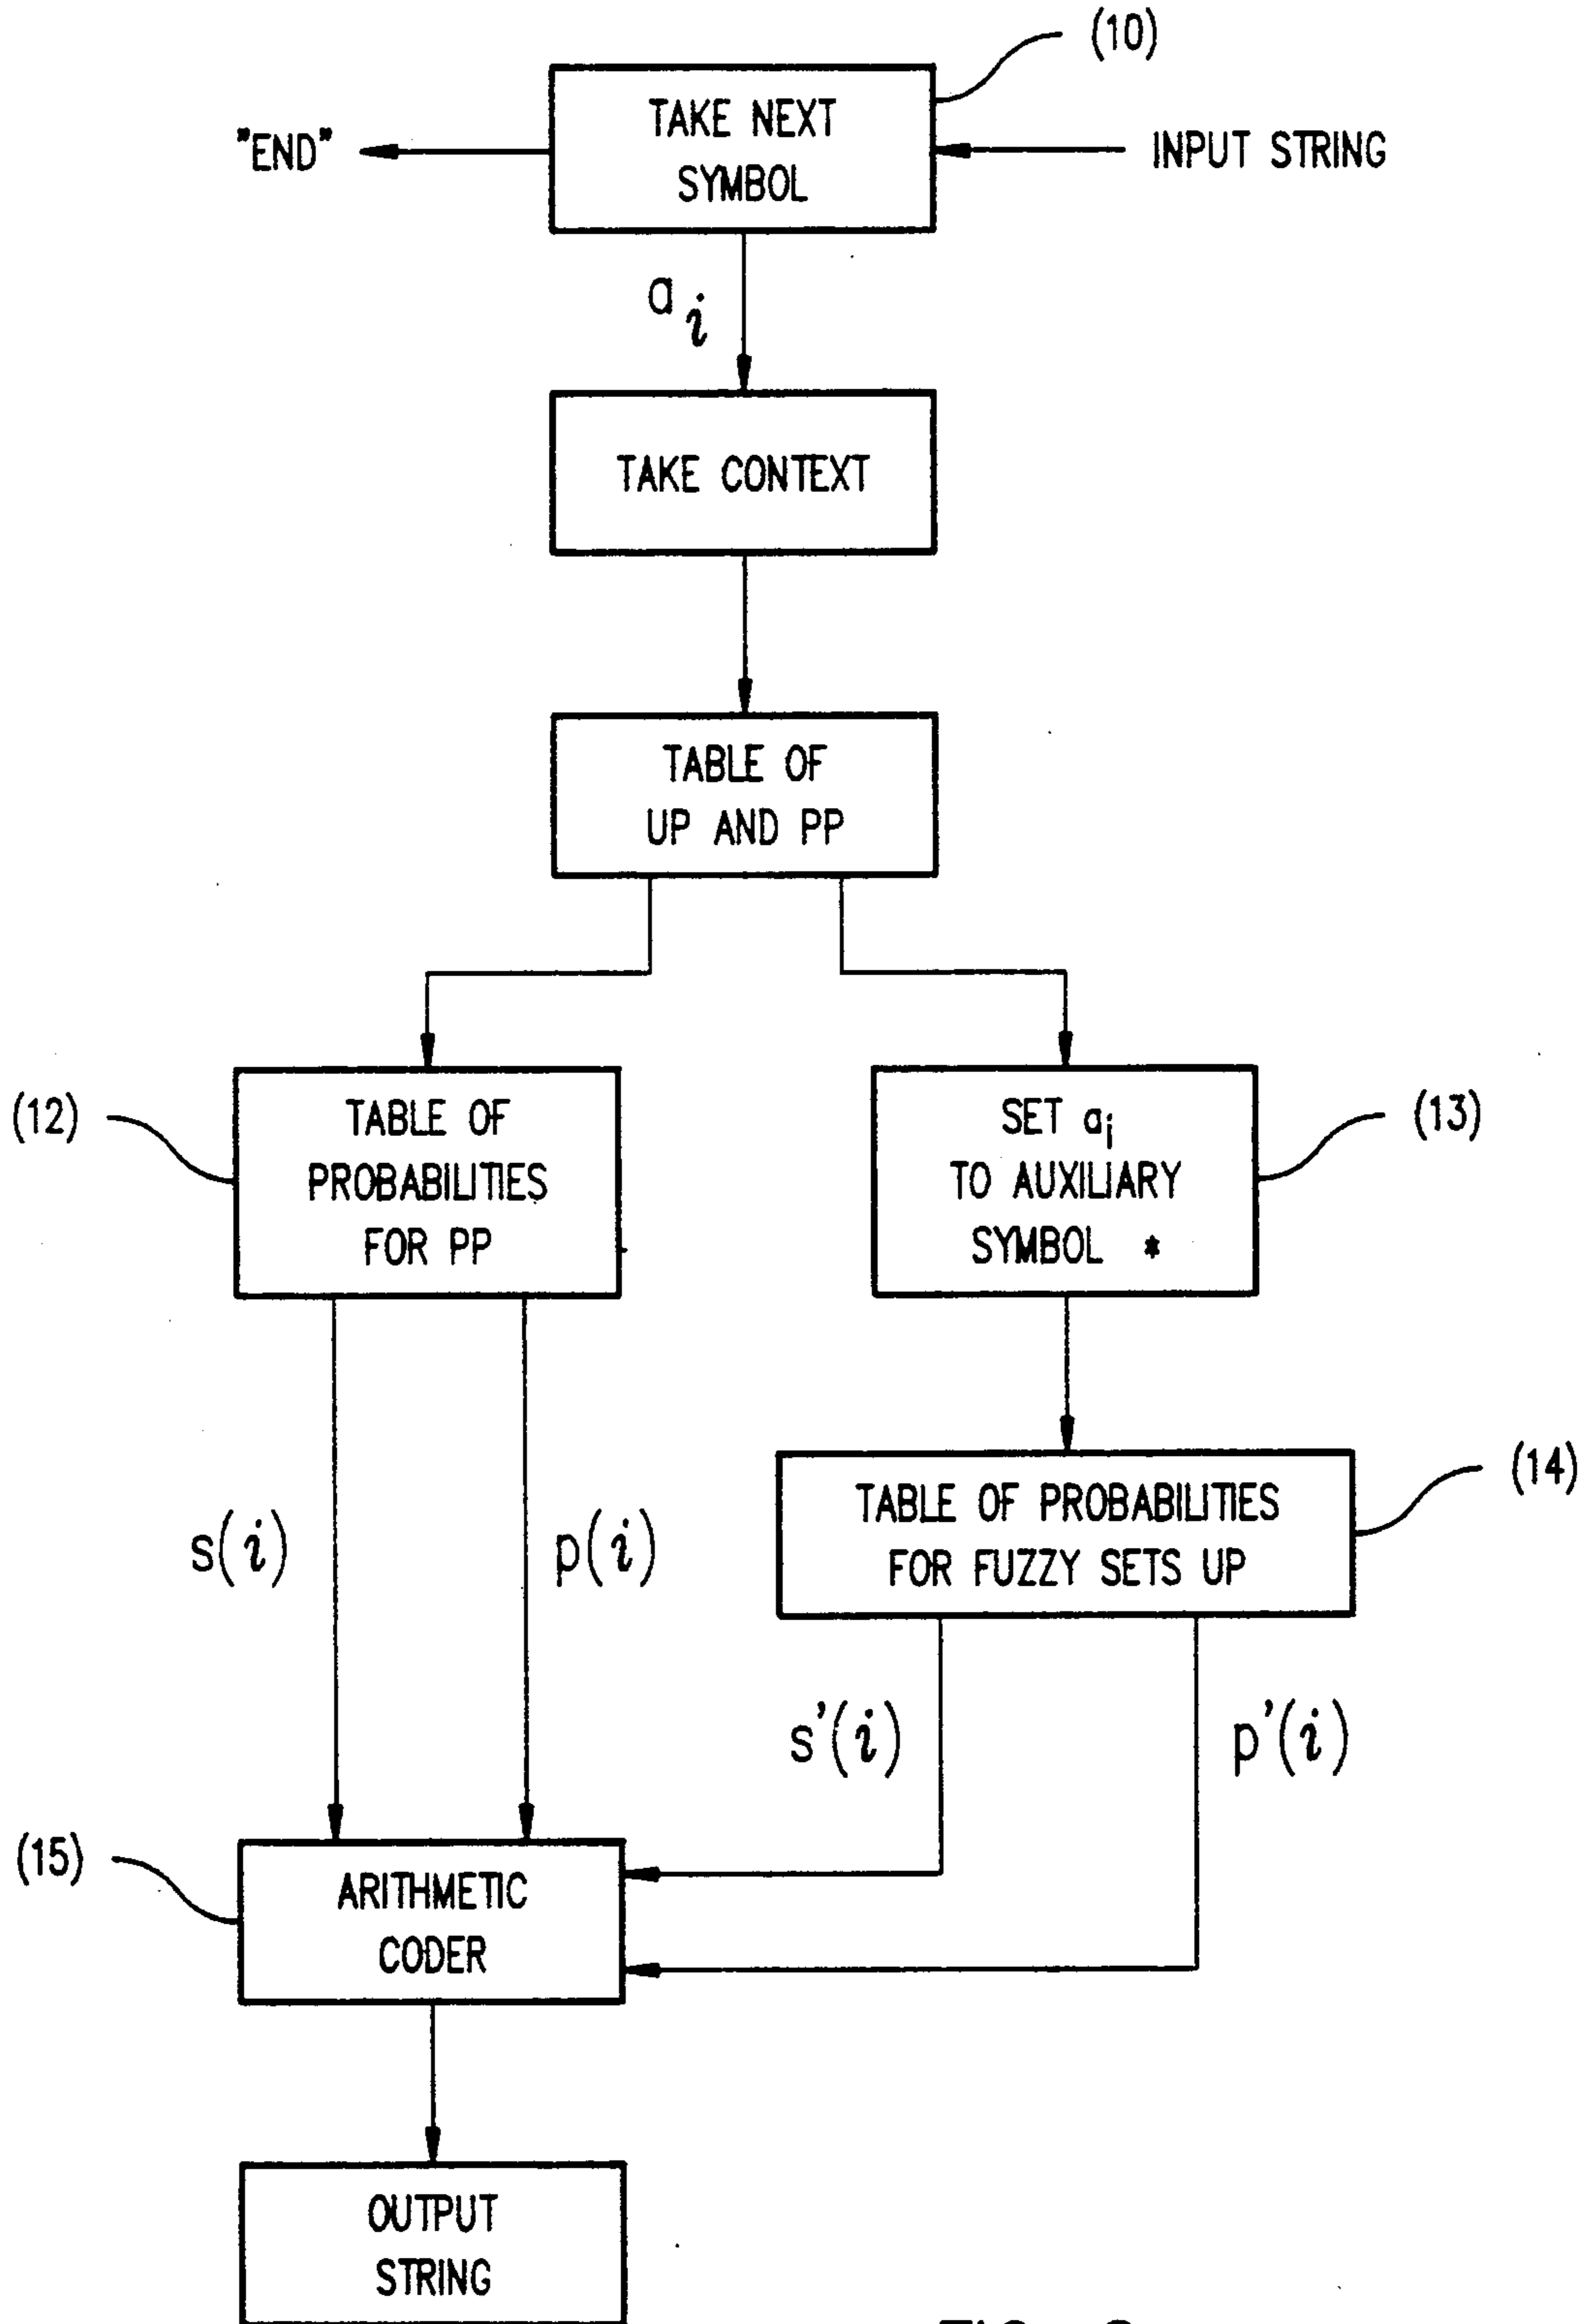 (10)
TAKE NEXT
SYMBOL
"END"
INPUT STRING
a i
TAKE CONTEXT
TABLE OF
UP AND PP
(12)
TABLE OF
PROBABILITIES
FOR PP
SET ai
TO AUXILIARY
SYMBOL *
(13)
TABLE OF PROBABILITIES
FOR FUZZY SETS UP
(14)
s(i)
p(i)
s'(i)
p'(i)
(15)
ARITHMETIC
CODER
OUTPUT
STRING